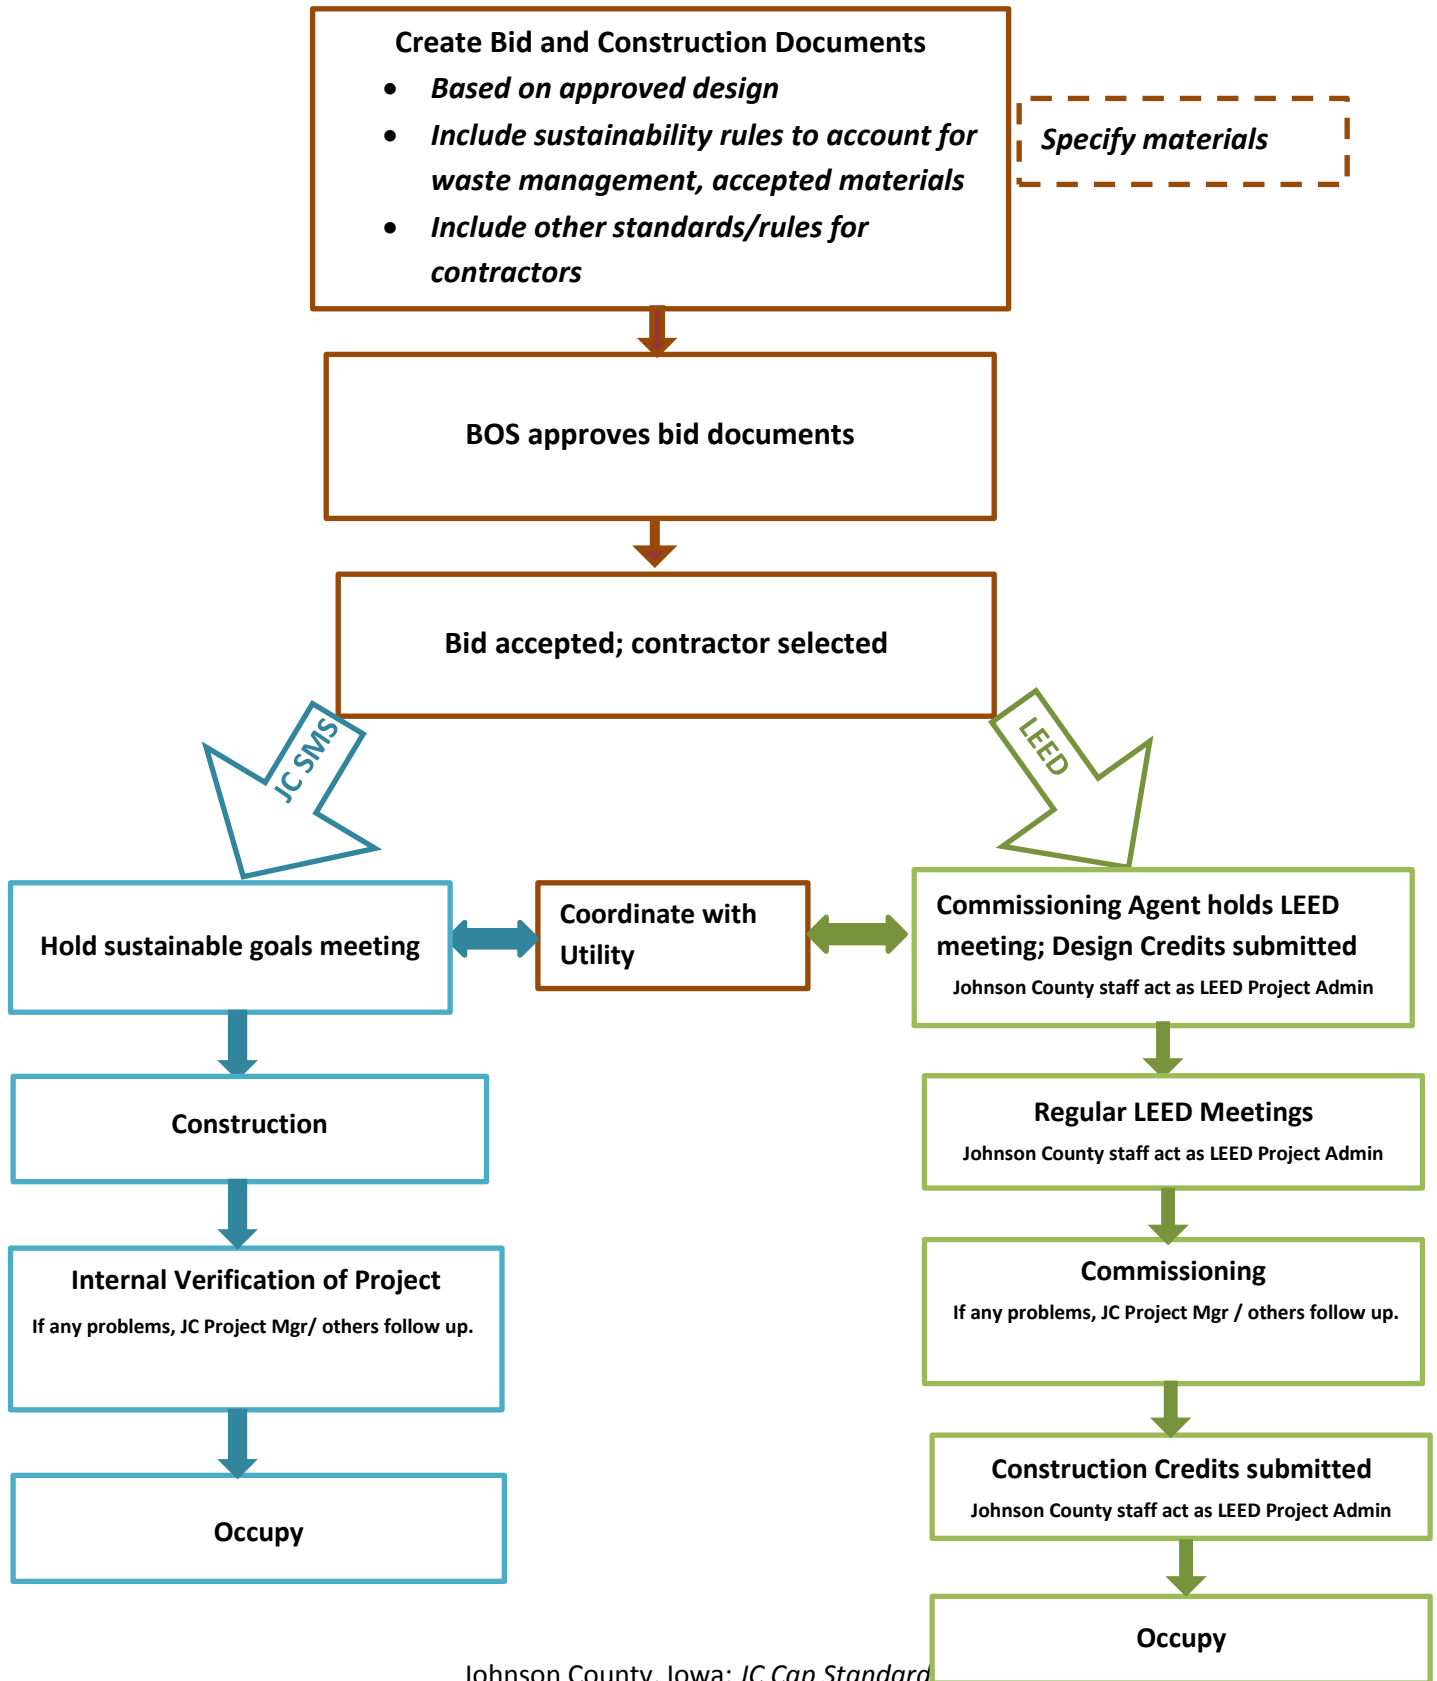 Create Bid and Construction Documents
• Based on approved design
• Include sustainability rules to account for
waste management, accepted materials
• Include other standards/rules for
contractors
Specify materials
BOS approves bid documents
Bid accepted; contractor selected
JC SMS
LEED
Hold sustainable goals meeting
Coordinate with
Utility
Commissioning Agent holds LEED
meeting; Design Credits submitted
Johnson County staff act as LEED Project Admin
Construction
Regular LEED Meetings
Johnson County staff act as LEED Project Admin
Internal Verification of Project
If any problems, JC Project Mgr/ others follow up.
Commissioning
If any problems, JC Project Mgr / others follow up.
Construction Credits submitted
Johnson County staff act as LEED Project Admin
Occupy
Occupy
Johnson County, Iowa: JC Cap Standard